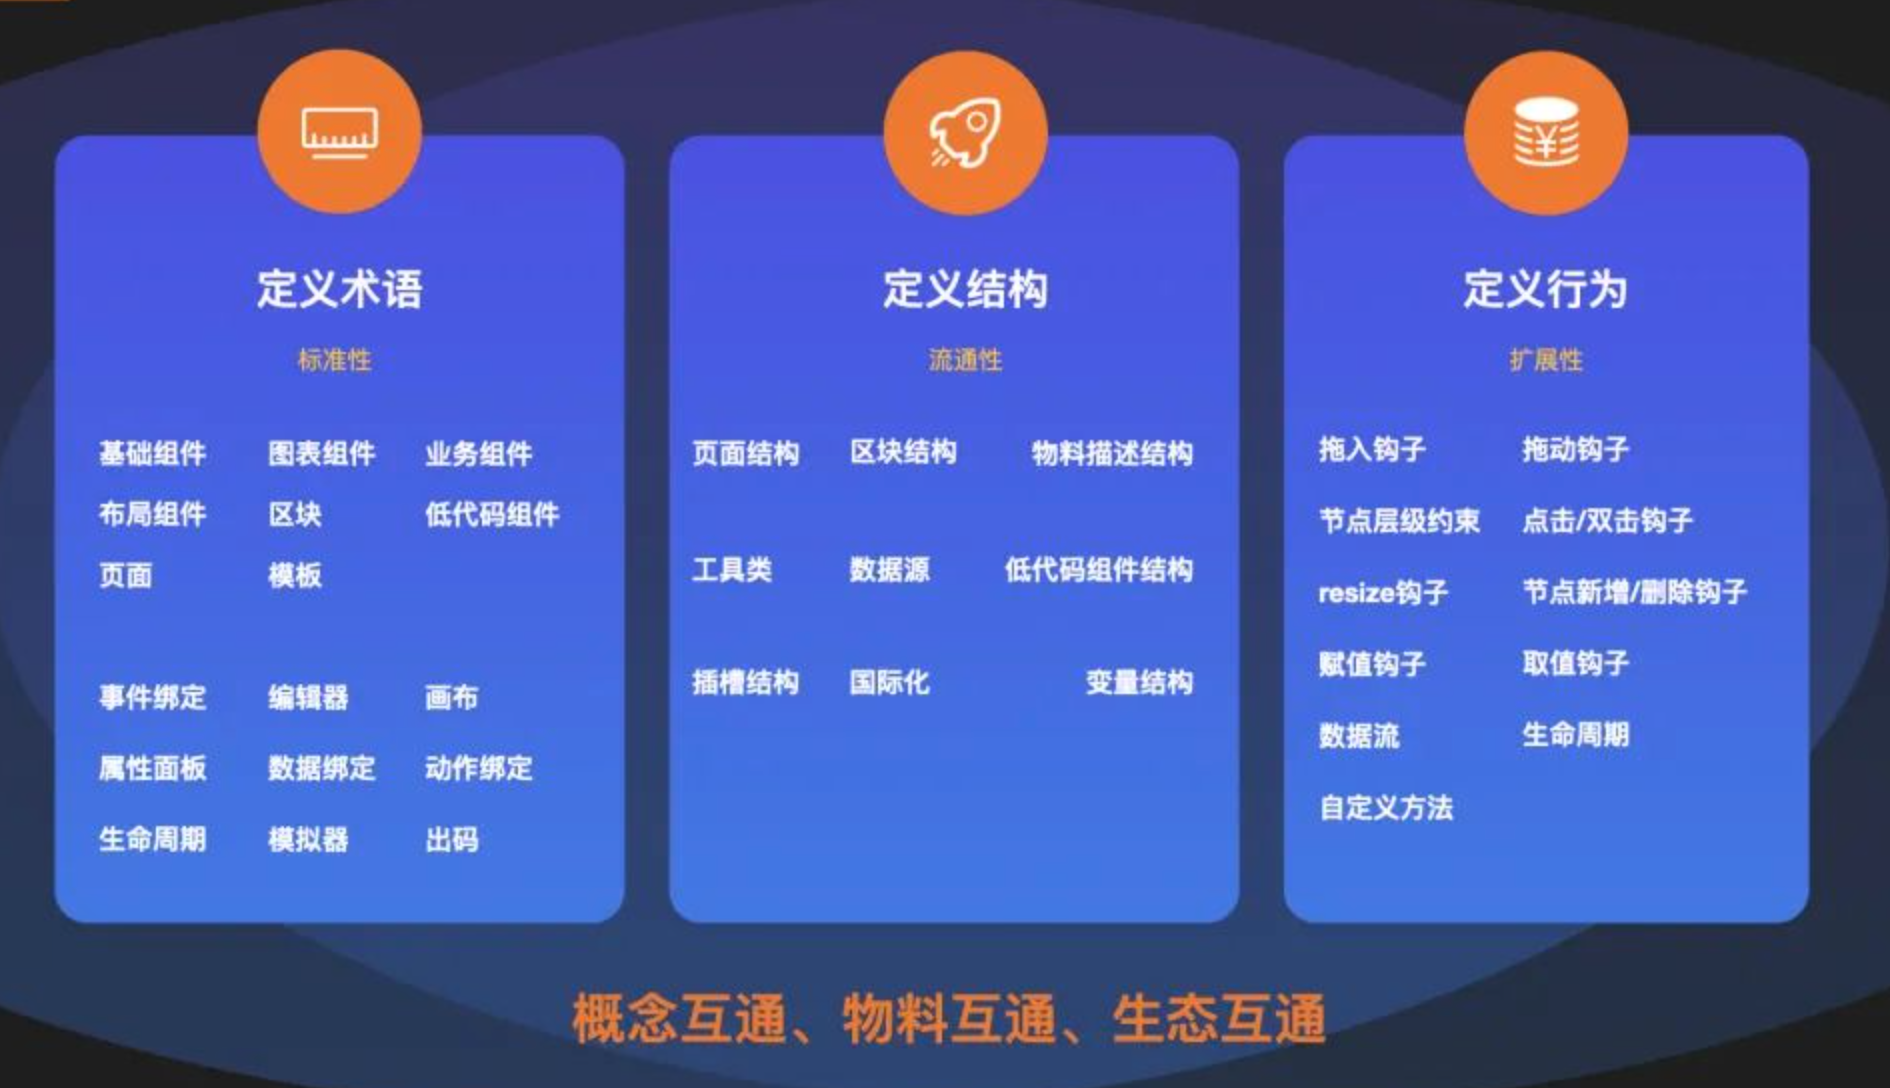 定义术语
标准性
基础组件 图表组件 业务组件
布局组件 区块 低代码组件
页面 模板
事件绑定 编辑器 画布
属性面板 数据绑定 动作绑定
生命周期 模拟器 出码
定义结构
流通性
页面结构 区块结构 物料描述结构
工具类 数据源 低代码组件结构
插槽结构 国际化 变量结构
定义行为
扩展性
拖入钩子 拖动钩子
节点层级约束 点击/双击钩子
resize钩子 节点新增/删除钩子
赋值钩子 取值钩子
数据流 生命周期
自定义方法
概念互通、物料互通、生态互通